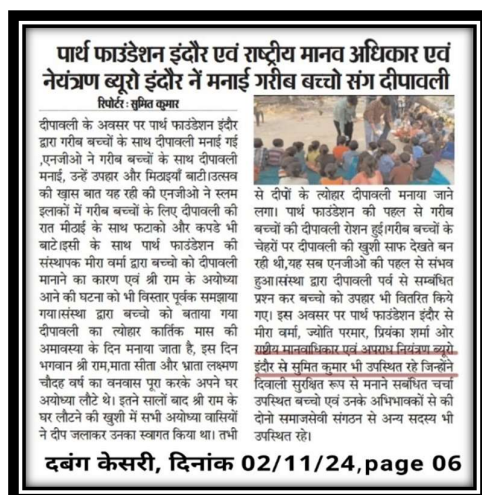 पार्थ फाउंडेशन इंदौर एवं राष्ट्रीय मानव अधिकार एवं
नेयंत्रण ब्यूरो इंदौर नें मनाई गरीब बच्चो संग दीपावली
रिपोर्टर : सुमित कुमार
दीपावली के अवसर पर पार्थ फाउंडेशन इंदौर
द्वारा गरीब बच्चों के साथ दीपावली मनाई गई
,एनजीओ ने गरीब बच्चों के साथ दीपावली
मनाई, उन्हें उपहार और मिठाइयाँ बाटी।उत्सव
की खास बात यह रही की एनजीओ ने स्लम
इलाकों में गरीब बच्चों के लिए दीपावली की
रात मीठाई के साथ फटाको और कपडे भी
बाटे।इसी के साथ पार्थ फाउंडेशन की
संस्थापक मीरा वर्मा द्वारा बच्चो को दीपावली
मानाने का कारण एवं श्री राम के अयोध्या
आने की घटना को भी विस्तार पूर्वक समझाया
गया।संस्था द्वारा बच्चो को बताया गया
दीपावली का त्योहार कार्तिक मास की
अमावस्या के दिन मनाया जाता है, इस दिन
भगवान श्री राम,माता सीता और भ्राता लक्ष्मण
चौदह वर्ष का वनवास पूरा करके अपने घर
अयोध्या लौटे थे। इतने सालों बाद श्री राम के
घर लौटने की खुशी में सभी अयोध्या वासियों
ने दीप जलाकर उनका स्वागत किया था। तभी
से दीपों के त्योहार दीपावली मनाया जाने
लगा। पार्थ फाउंडेशन की पहल से गरीब
बच्चों की दीपावली रोशन हुई।गरीब बच्चों के
चेहरों पर दीपावली की खुशी साफ देखते बन
रही थी,यह सब एनजीओ की पहल से संभव
हुआ।संस्था द्वारा दीपावली पर्व से सम्बंधित
प्रश्न कर बच्चो को उपहार भी वितरित किये
गए। इस अवसर पर पार्थ फाउंडेशन इंदौर से
मीरा वर्मा, ज्योति परमार, प्रियंका शर्मा ओर
राष्टीय मानवाधिकार एवं अपराध नियंत्रण ब्यूरो
इंदौर से सुमित कुमार भी उपस्थित रहे जिन्होंने
दिवाली सुरक्षित रूप से मनाने सबंधित चर्चा
उपस्थित बच्चो एवं उनके अभिभावकों से की
दोनो समाजसेवी संगठन से अन्य सदस्य भी
उपस्थित रहे।
दबंग केसरी, दिनांक 02/11/24,page 06